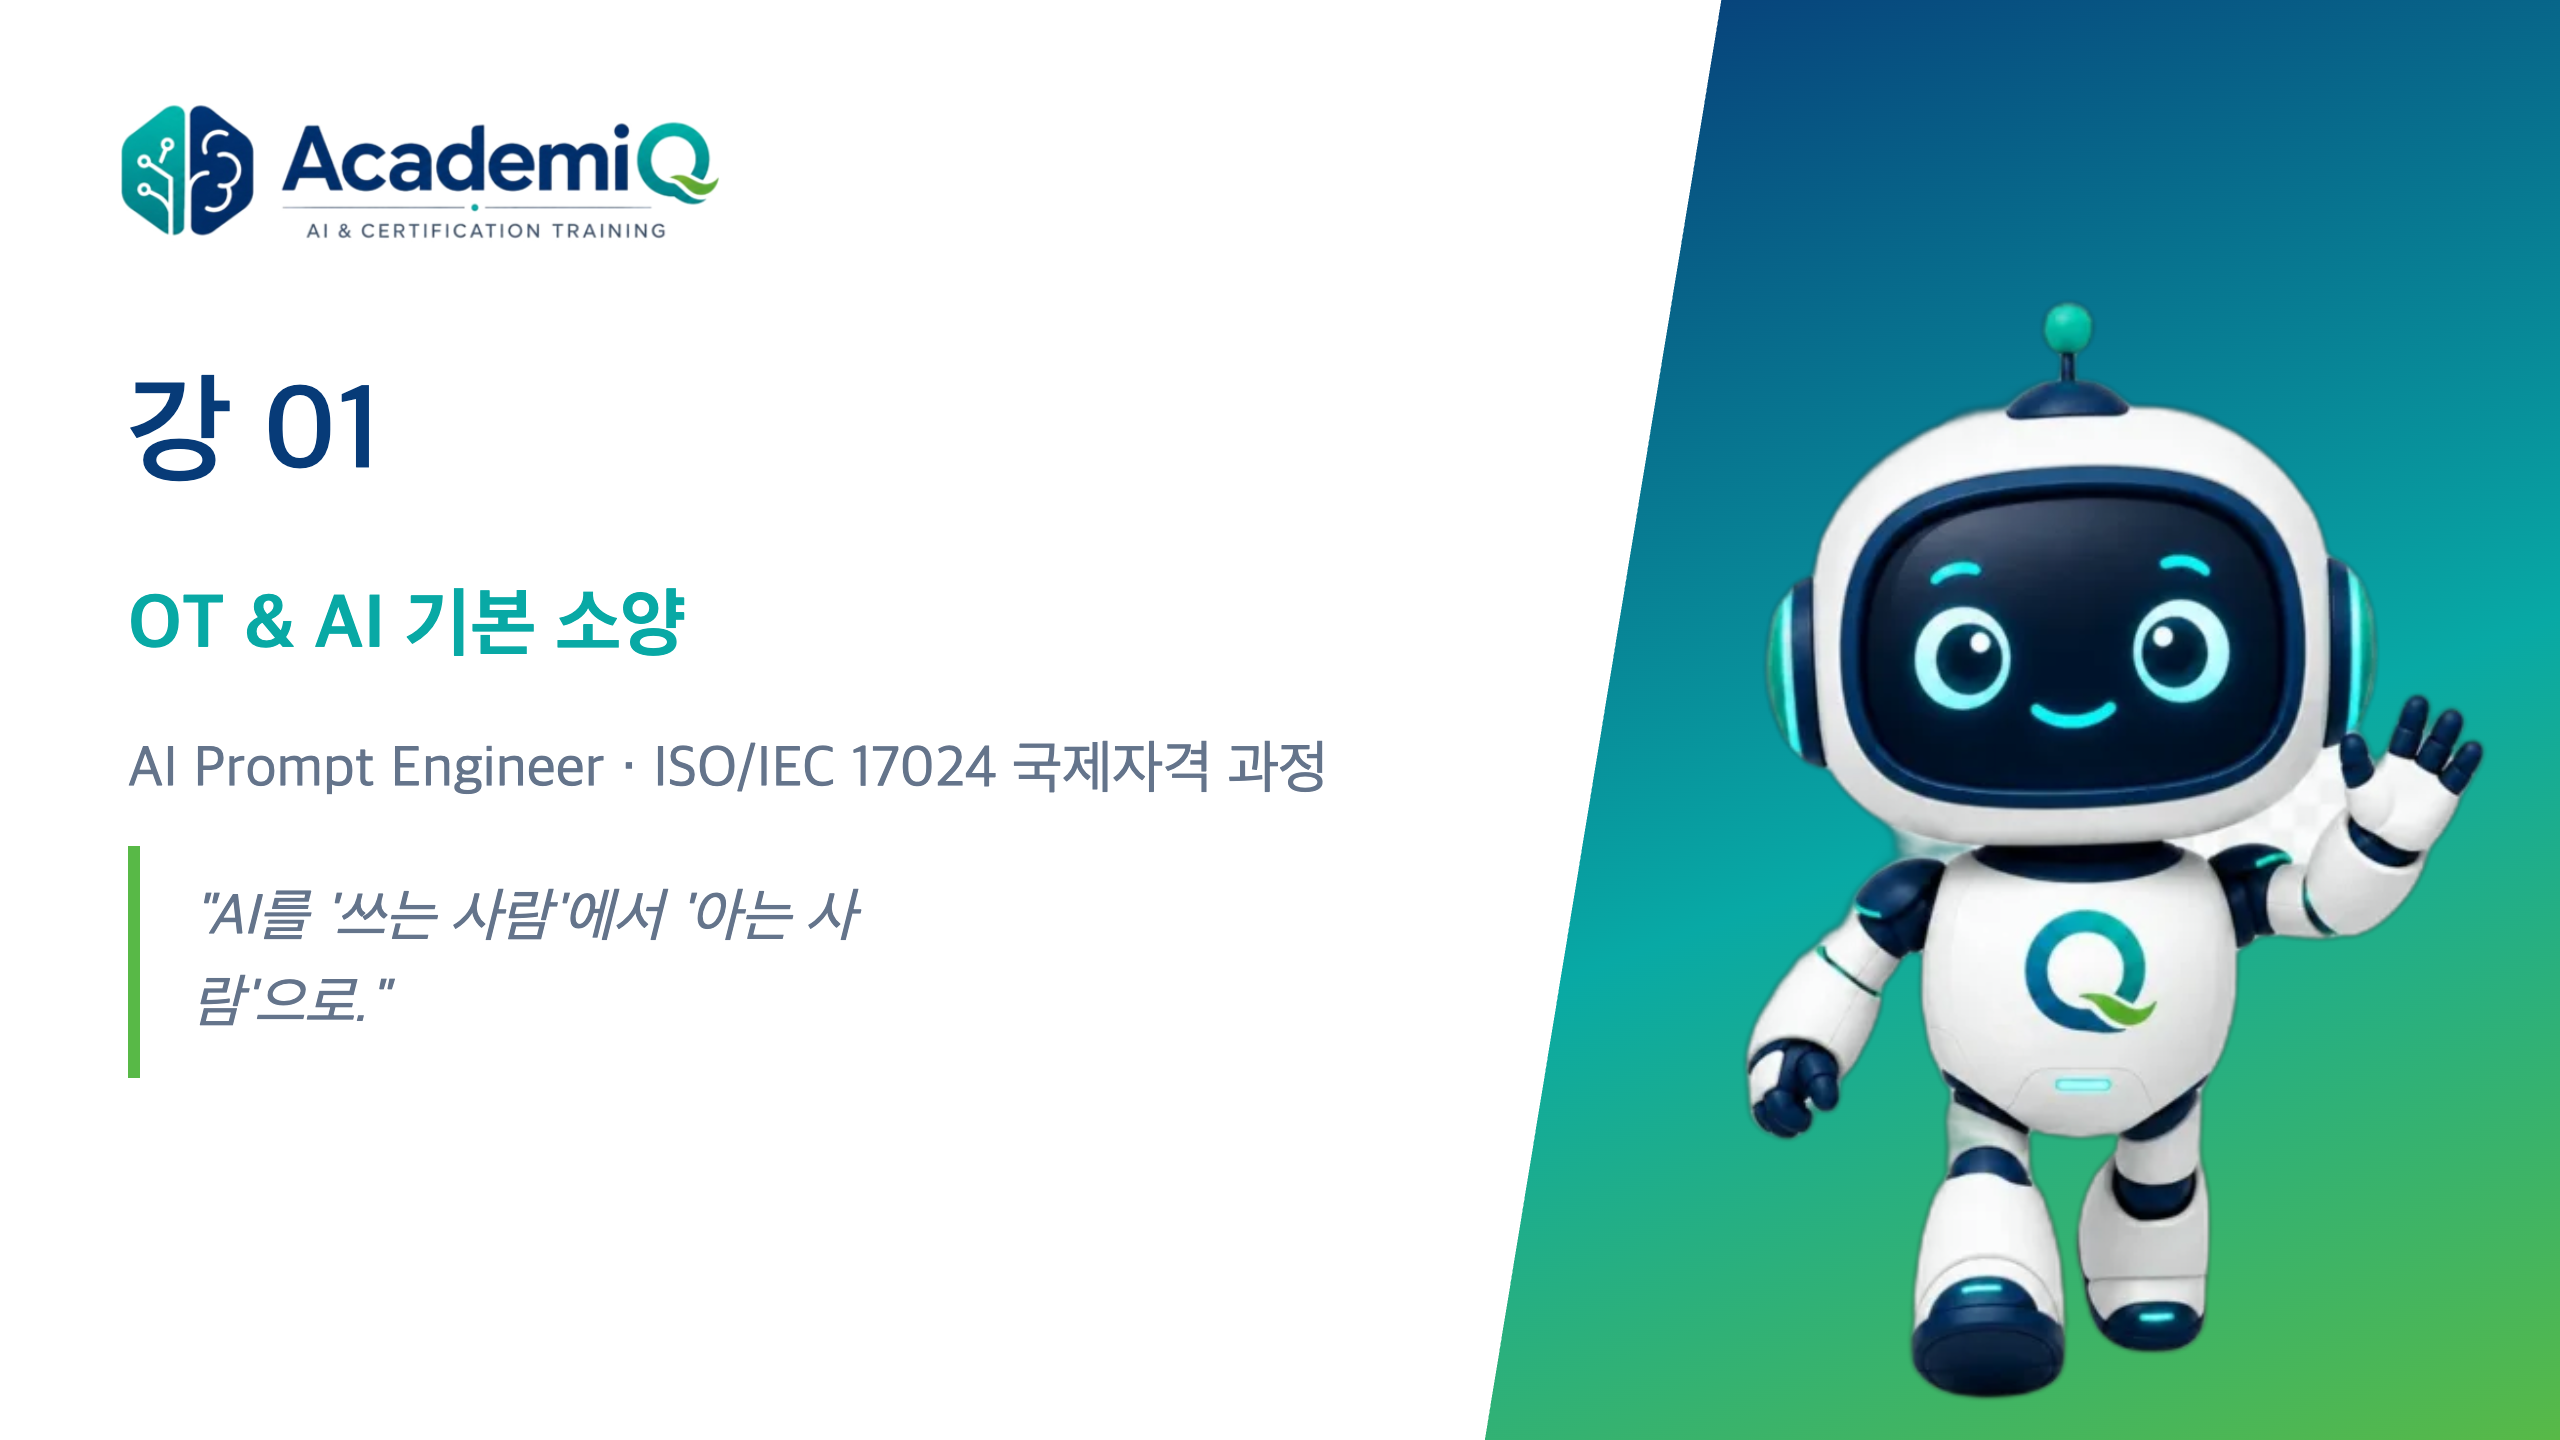 AcademiQ
AI & CERTIFICATION TRAINING
강 01
OT & AI 기본 소양
AI Prompt Engineer · ISO/IEC 17024 국제자격 과정
"AI를 '쓰는 사람'에서 '아는 사
람'으로."
Q